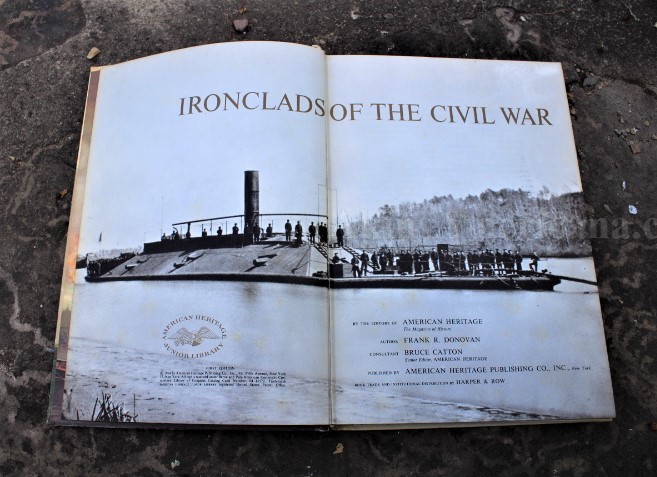 IRONCLADS OF THE CIVIL WAR
BY THE EDITORS OF AMERICAN HERITAGE
The Magazine of History
AUTHOR FRANK R. DONOVAN
CONSULTANT BRUCE CATTON
Senior Editor, AMERICAN HERITAGE
PUBLISHED BY AMERICAN HERITAGE PUBLISHING CO., INC., New York
BOOK TRADE AND INSTITUTIONAL DISTRIBUTION BY HARPER & ROW
AMERICAN HERITAGE
JUNIOR LIBRARY
FIRST EDITION